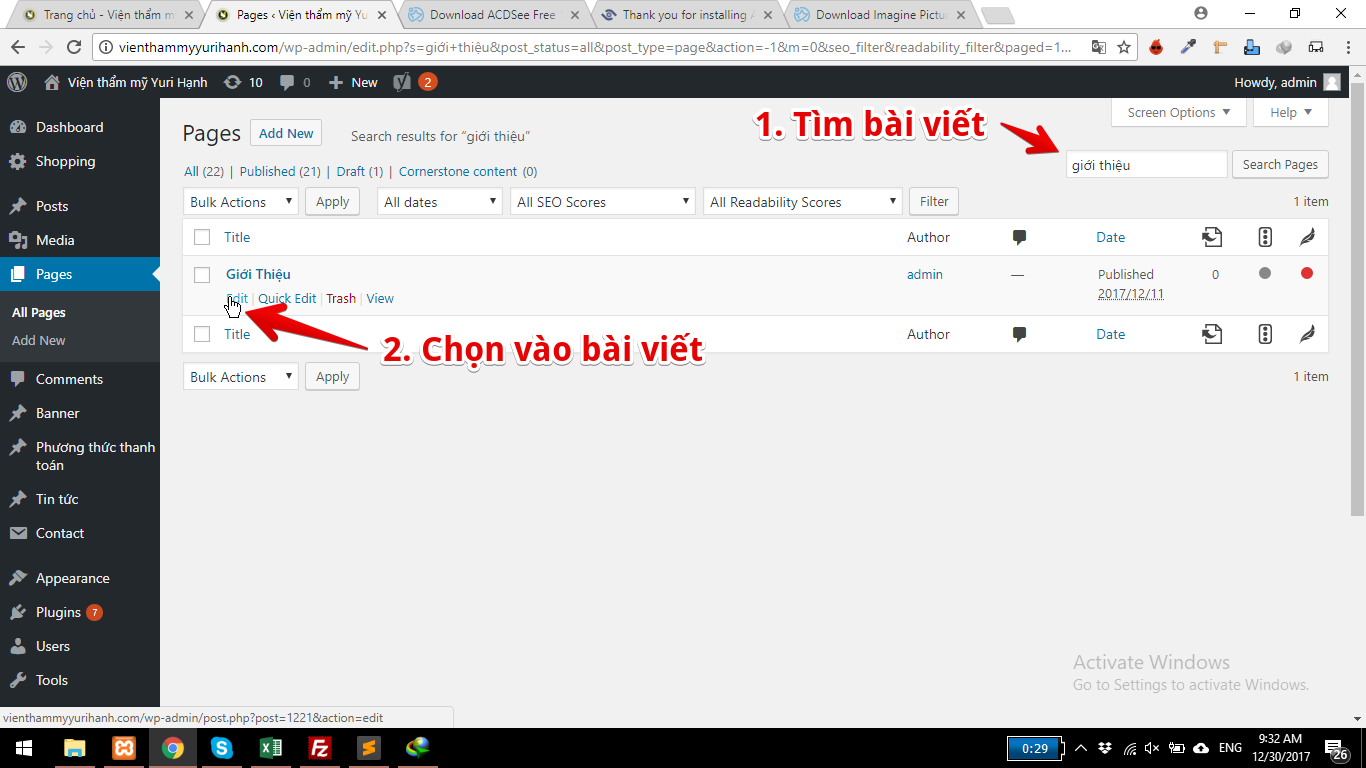 Trang chủ - Viện thẩm m
Pages ‹ Viện thẩm mỹ Yuri
Download ACDSee Free
Thank you for installing A
Download Imagine Pictu
vienthammyyurihanh.com/wp-admin/edit.php?s=giới+thiệu&post_status=all&post_type=page&action=-1&m=0&seo_filter&readability_filter&paged=1...
Viện thẩm mỹ Yuri Hạnh 10 0 New 2 Howdy, admin
Screen Options Help
Dashboard
Shopping
Posts
Media
Pages
All Pages
Add New
Comments
Banner
Phương thức thanh
toán
Tin tức
Contact
Appearance
Plugins 7
Users
Tools
Pages Add New Search results for “giới thiệu”
1. Tìm bài viết
giới thiệu Search Pages
All (22) | Published (21) | Draft (1) | Cornerstone content (0)
Bulk Actions Apply All dates All SEO Scores All Readability Scores Filter 1 item
Title Author Date
Giới Thiệu admin — Published 0
2017/12/11
Edit | Quick Edit | Trash | View
Title Author Date
2. Chọn vào bài viết
Bulk Actions Apply 1 item
Activate Windows
Go to Settings to activate Windows.
vienthammyyurihanh.com/wp-admin/post.php?post=1221&action=edit
0:29 ENG 9:32 AM
12/30/2017 26